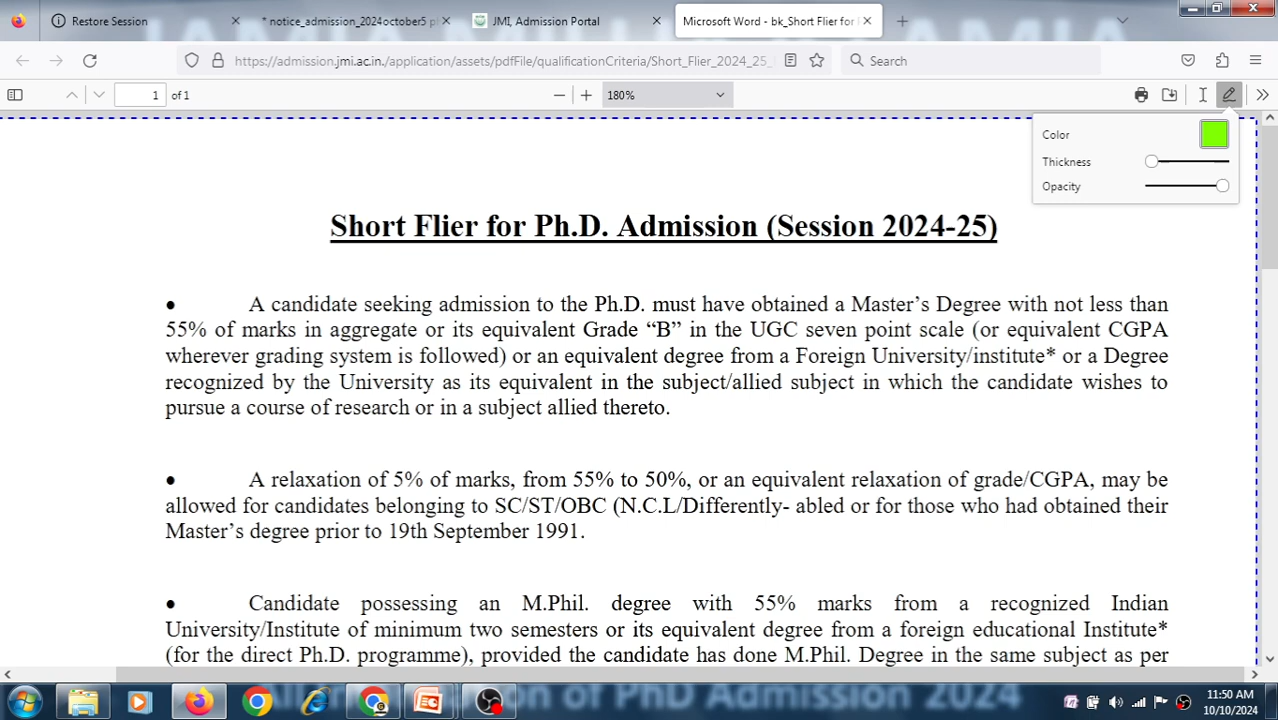 Restore Session
* notice_admission_2024october5 pl
JMI, Admission Portal
Microsoft Word - bk_Short Flier for
https://admission.jmi.ac.in./application/assets/pdfFile/qualificationCriteria/Short_Flier_2024_25_
Search
1 of 1
180%
Color
Thickness
Opacity
Short Flier for Ph.D. Admission (Session 2024-25)
• A candidate seeking admission to the Ph.D. must have obtained a Master’s Degree with not less than
55% of marks in aggregate or its equivalent Grade “B” in the UGC seven point scale (or equivalent CGPA
wherever grading system is followed) or an equivalent degree from a Foreign University/institute* or a Degree
recognized by the University as its equivalent in the subject/allied subject in which the candidate wishes to
pursue a course of research or in a subject allied thereto.
• A relaxation of 5% of marks, from 55% to 50%, or an equivalent relaxation of grade/CGPA, may be
allowed for candidates belonging to SC/ST/OBC (N.C.L/Differently- abled or for those who had obtained their
Master’s degree prior to 19th September 1991.
• Candidate possessing an M.Phil. degree with 55% marks from a recognized Indian
University/Institute of minimum two semesters or its equivalent degree from a foreign educational Institute*
(for the direct Ph.D. programme), provided the candidate has done M.Phil. Degree in the same subject as per
of PhD Admission 2024
11:50 AM
10/10/2024